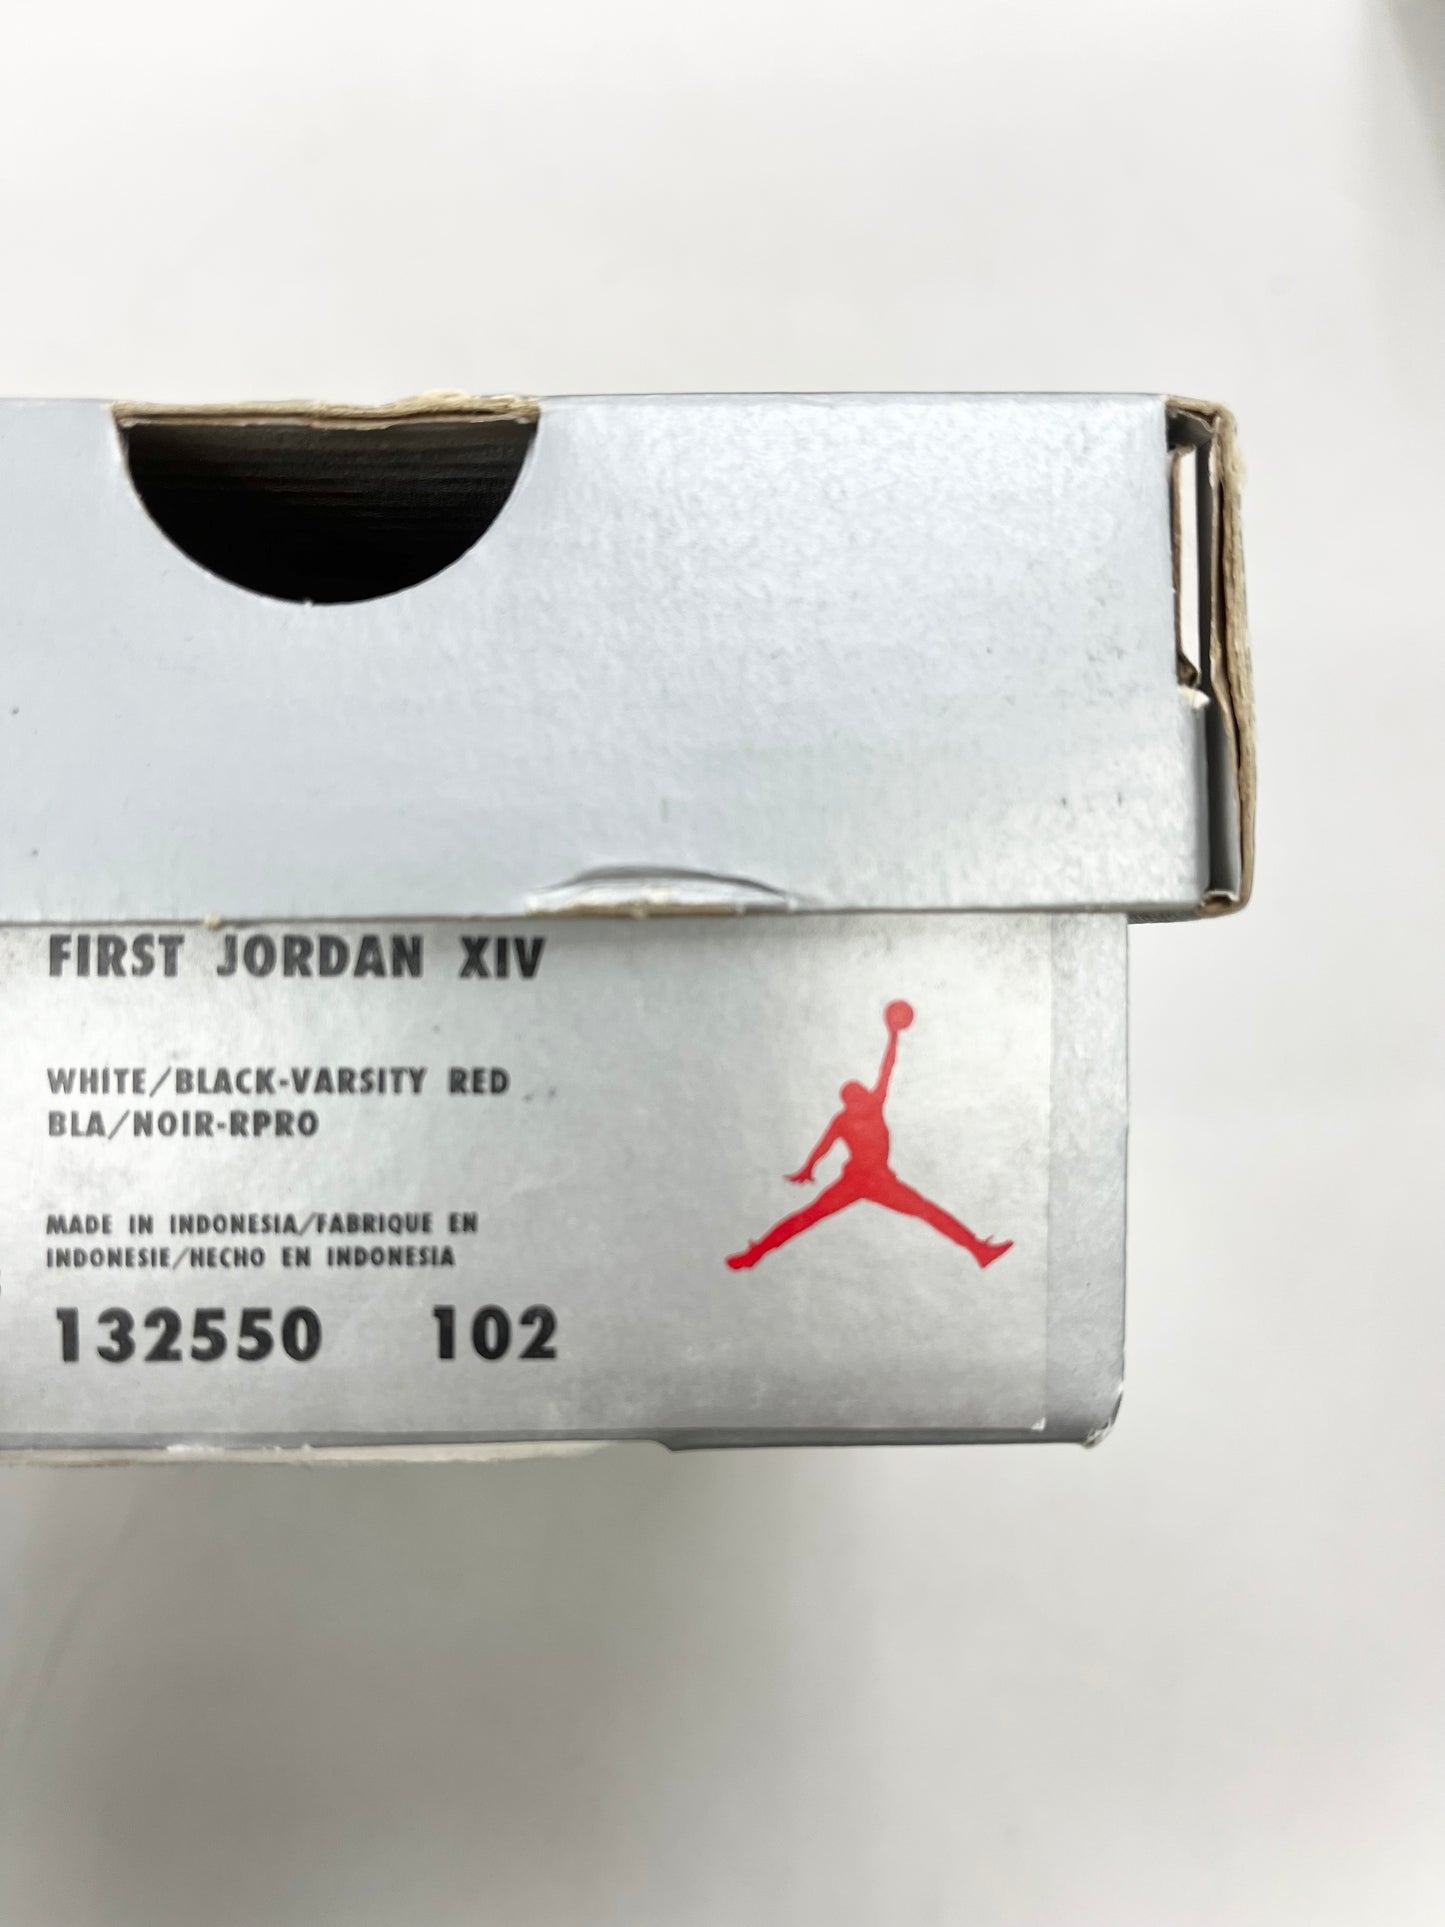 FIRST JORDAN XIV
WHITE/BLACK-VARSITY RED
BLA/NOIR-RPRO
MADE IN INDONESIA/FABRIQUE EN
INDONESIE/HECHO EN INDONESIA
132550 102